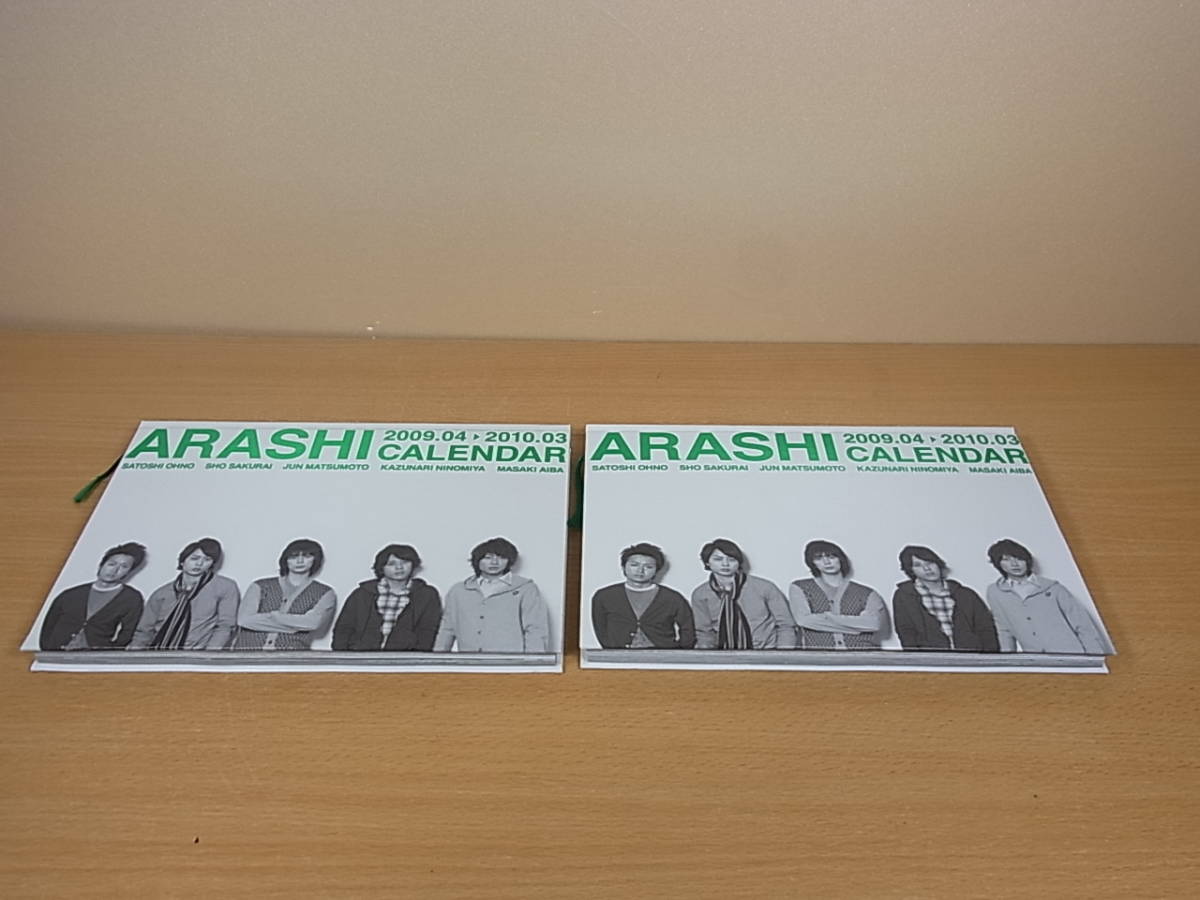 ARASHI 2009.04 ▸ 2010.03
CALENDAR
SATOSHI OHNO SHO SAKURAI JUN MATSUMOTO KAZUNARI NINOMIYA MASAKI AIBA
ARASHI 2009.04 ▸ 2010.03
CALENDAR
SATOSHI OHNO SHO SAKURAI JUN MATSUMOTO KAZUNARI NINOMIYA MASAKI AIBA